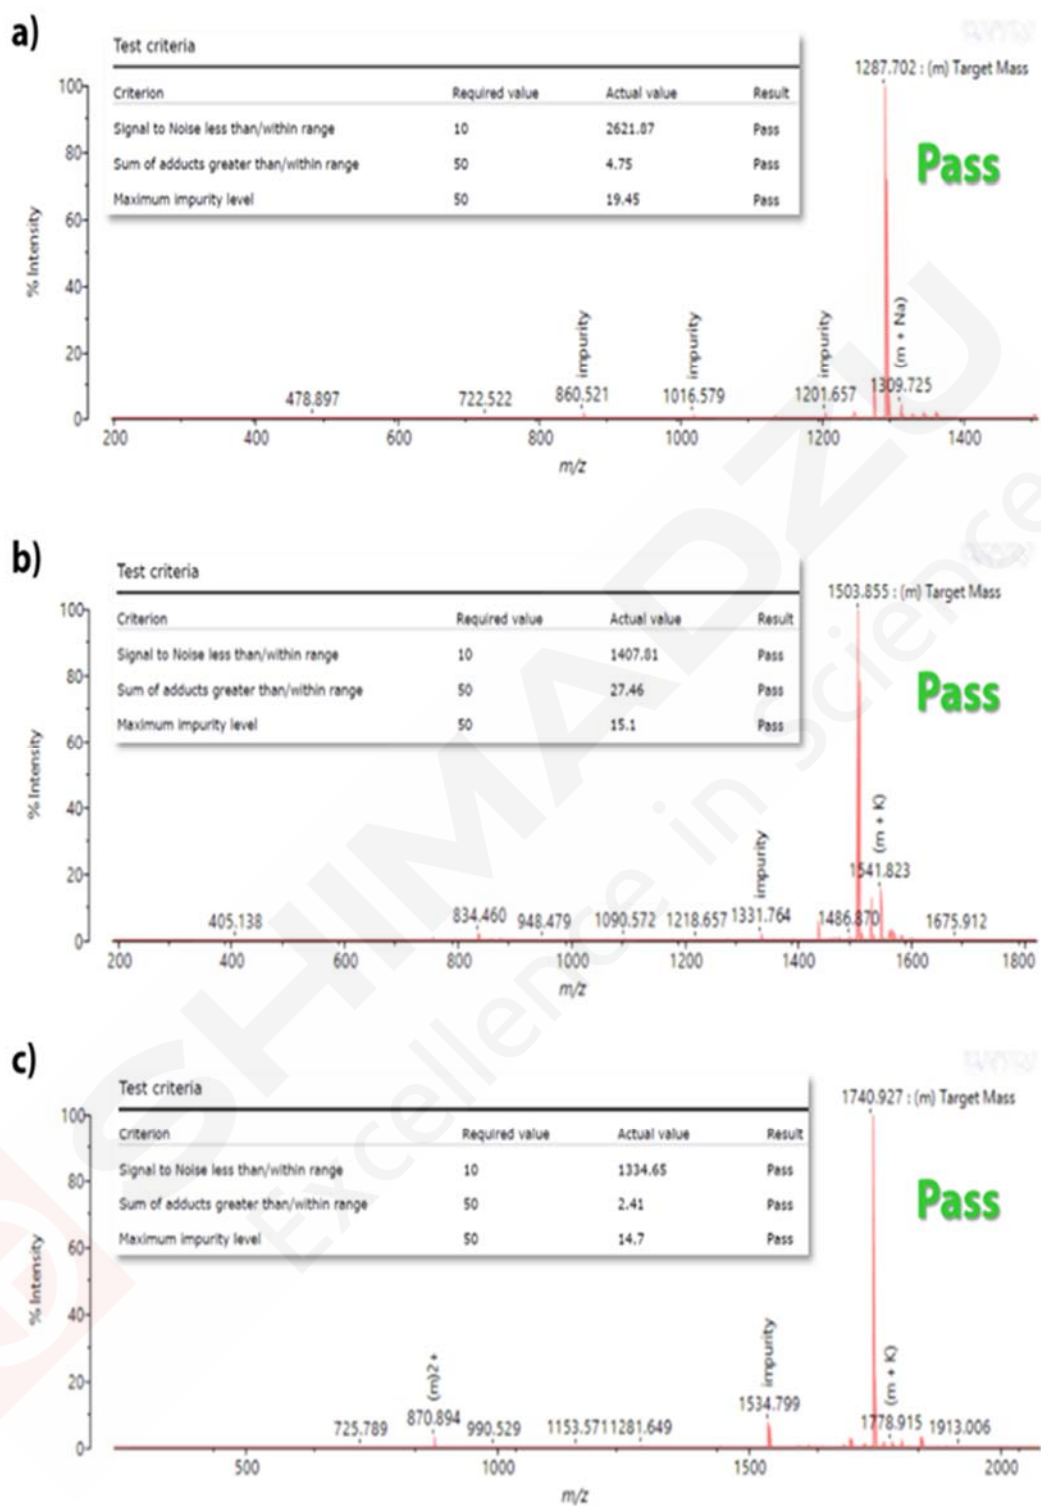 a)
Test criteria
Criterion Required value Actual value Result
Signal to Noise less than/within range 10 2621.87 Pass
Sum of adducts greater than/within range 50 4.75 Pass
Maximum impurity level 50 19.45 Pass
1287.702 : (m) Target Mass
Pass
% Intensity
100
80
60
40
20
0
478.897
722.522
impurity
860.521
impurity
1016.579
impurity
1201.657
(m + Na)
1309.725
200 400 600 800 1000 1200 1400
m/z
b)
Test criteria
Criterion Required value Actual value Result
Signal to Noise less than/within range 10 1407.81 Pass
Sum of adducts greater than/within range 50 27.46 Pass
Maximum impurity level 50 15.1 Pass
1503.855 : (m) Target Mass
Pass
% Intensity
100
80
60
40
20
0
405.138
834.460
948.479
1090.572
1218.657
impurity
1331.764
1486.870
(m + K)
1541.823
1675.912
200 400 600 800 1000 1200 1400 1600 1800
m/z
c)
Test criteria
Criterion Required value Actual value Result
Signal to Noise less than/within range 10 1334.65 Pass
Sum of adducts greater than/within range 50 2.41 Pass
Maximum impurity level 50 14.7 Pass
1740.927 : (m) Target Mass
Pass
% Intensity
100
80
60
40
20
0
725.789
(m)2+
870.894
990.529
1153.571
1281.649
impurity
1534.799
(m + K)
1778.915
1913.006
500 1000 1500 2000
m/z
SHIMADZU
Excellence in Science